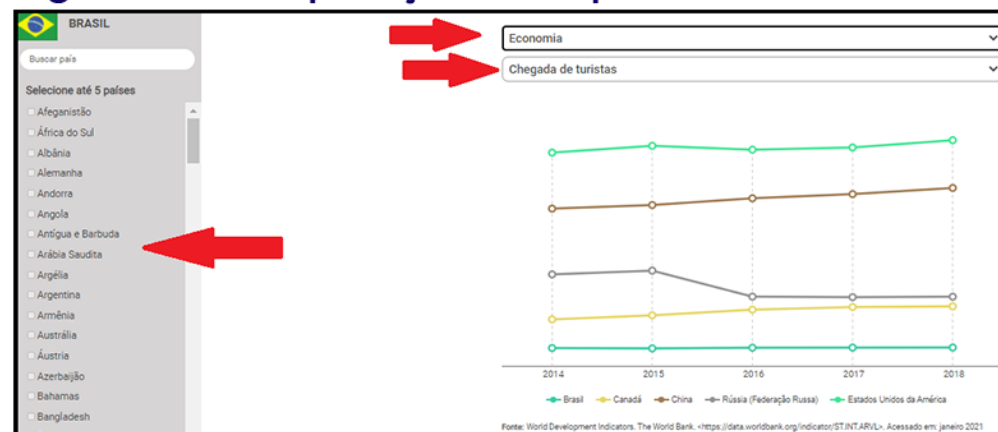 BRASIL
Buscar país
Selecione até 5 países
Afeganistão
África do Sul
Albânia
Alemanha
Andorra
Angola
Antígua e Barbuda
Arábia Saudita
Argélia
Argentina
Armênia
Austrália
Áustria
Azerbaijão
Bahamas
Bangladesh
Economia
Chegada de turistas
2014 2015 2016 2017 2018
Brasil Canadá China Rússia (Federação Russa) Estados Unidos da América
Fonte: World Development Indicators. The World Bank. <https://data.worldbank.org/indicator/ST.INT.ARVL>. Acessado em: janeiro 2021